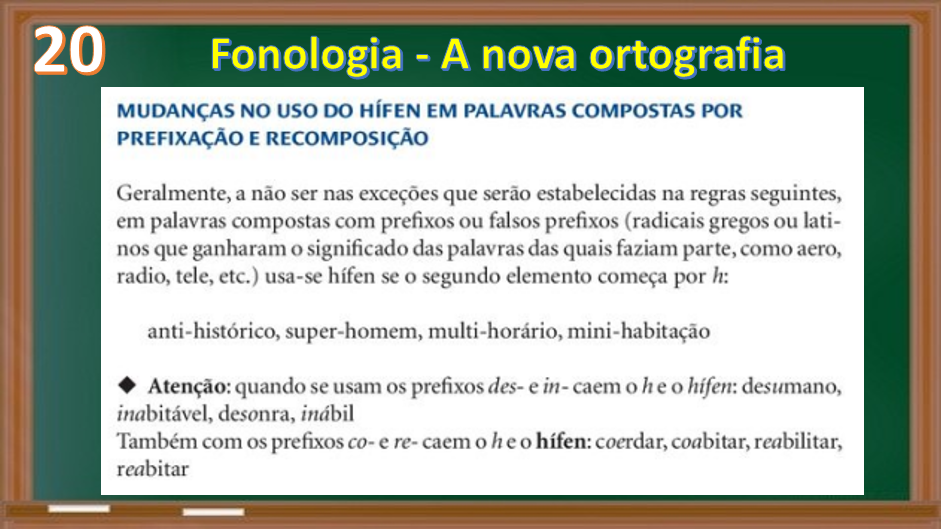 20
Fonologia - A nova ortografia
MUDANÇAS NO USO DO HÍFEN EM PALAVRAS COMPOSTAS POR
PREFIXAÇÃO E RECOMPOSIÇÃO
Geralmente, a não ser nas exceções que serão estabelecidas na regras seguintes,
em palavras compostas com prefixos ou falsos prefixos (radicais gregos ou lati-
nos que ganharam o significado das palavras das quais faziam parte, como aero,
radio, tele, etc.) usa-se hífen se o segundo elemento começa por h:
anti-histórico, super-homem, multi-horário, mini-habitação
◆ Atenção: quando se usam os prefixos des- e in- caem o h e o hífen: desumano,
inabitável, desonra, inábil
Também com os prefixos co- e re- caem o h e o hífen: coerdar, coabitar, reabilitar,
reabitar